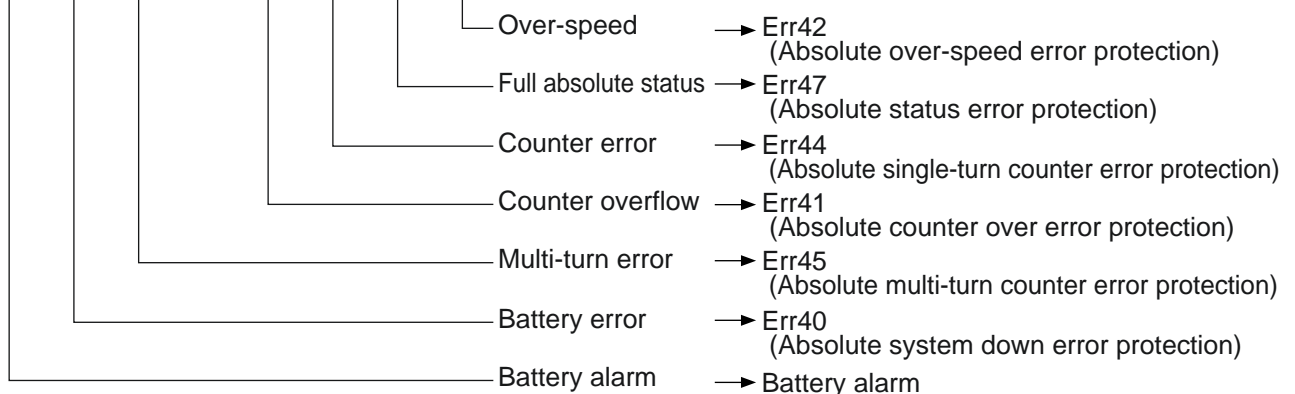 Over-speed → Err42
(Absolute over-speed error protection)
Full absolute status → Err47
(Absolute status error protection)
Counter error → Err44
(Absolute single-turn counter error protection)
Counter overflow → Err41
(Absolute counter over error protection)
Multi-turn error → Err45
(Absolute multi-turn counter error protection)
Battery error → Err40
(Absolute system down error protection)
Battery alarm → Battery alarm